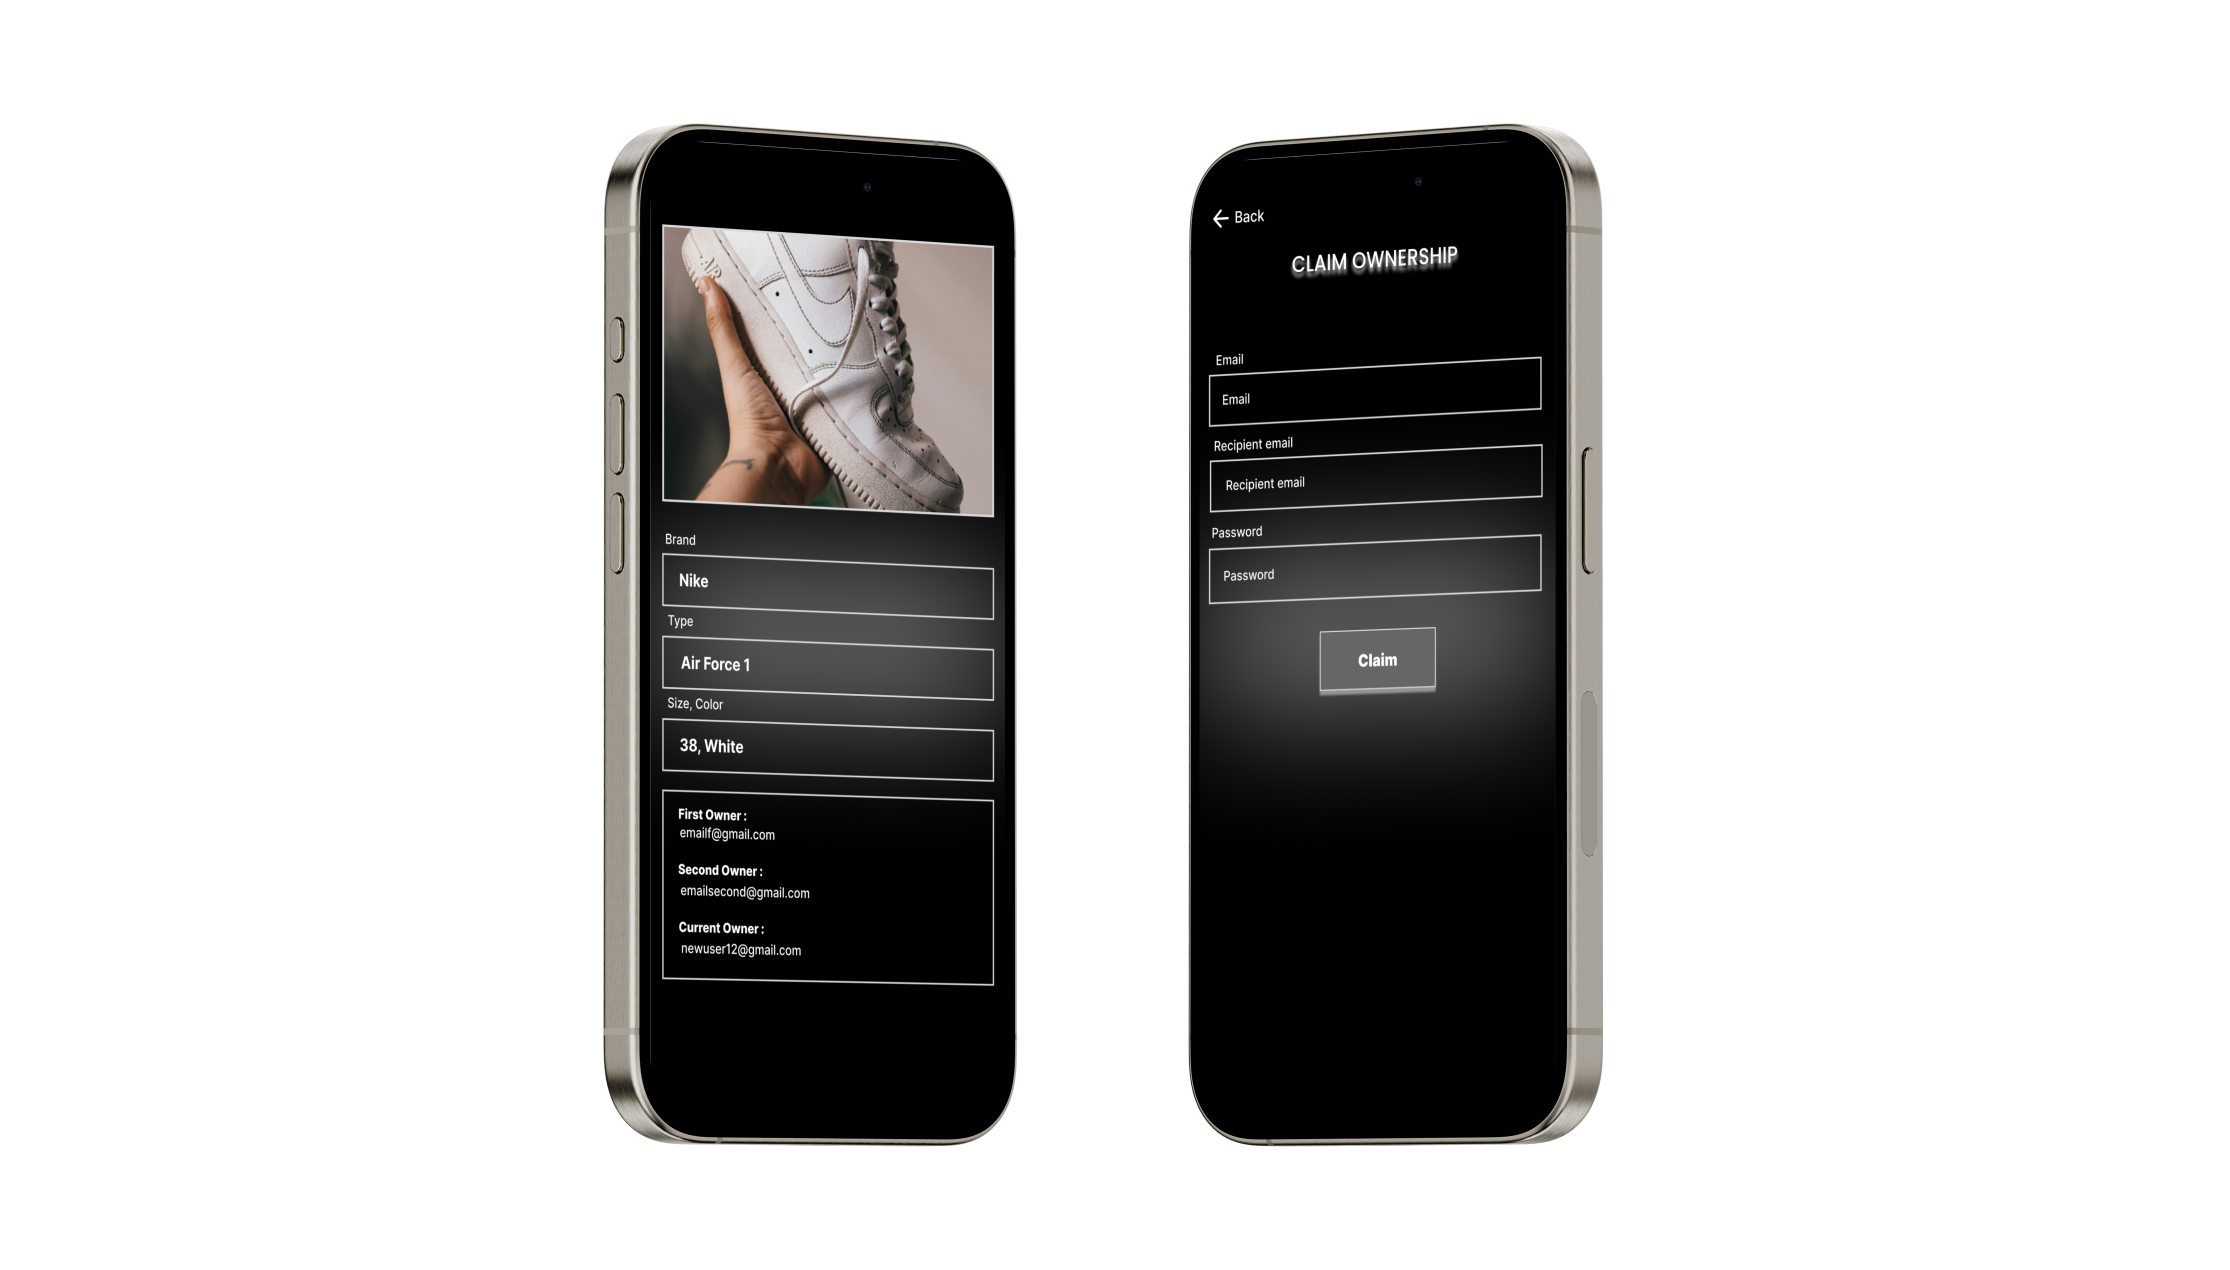 AIR
Brand
Nike
Type
Air Force 1
Size, Color
38, White
First Owner :
emailf@gmail.com
Second Owner :
emailsecond@gmail.com
Current Owner :
newuser12@gmail.com
Back
CLAIM OWNERSHIP
Email
Email
Recipient email
Recipient email
Password
Password
Claim